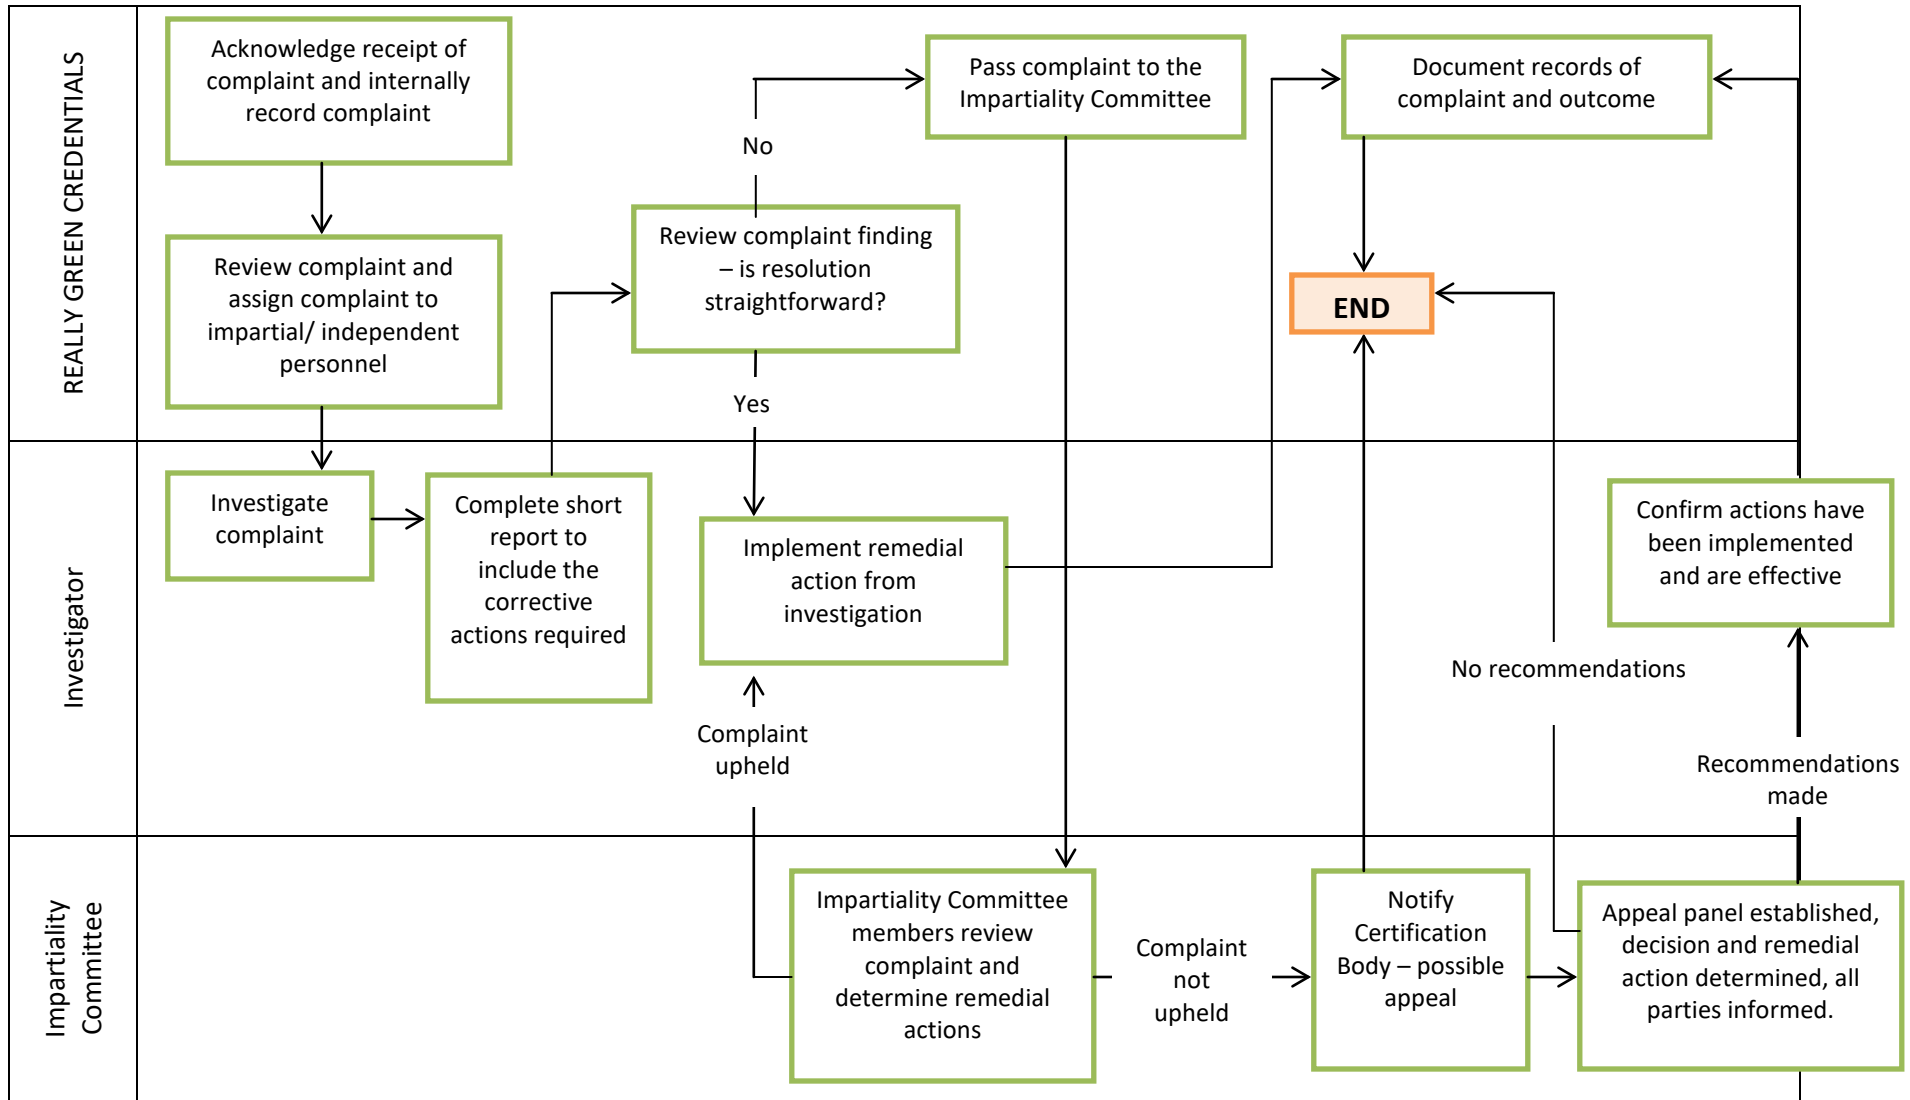 REALLY GREEN CREDENTIALS
Acknowledge receipt of
complaint and internally
record complaint
Pass complaint to the
Impartiality Committee
Document records of
complaint and outcome
No
Review complaint and
assign complaint to
impartial/ independent
personnel
Review complaint finding
– is resolution
straightforward?
END
Yes
Investigator
Investigate
complaint
Complete short
report to
include the
corrective
actions required
Implement remedial
action from
investigation
Confirm actions have
been implemented
and are effective
No recommendations
Complaint
upheld
Recommendations
made
Impartiality
Committee
Impartiality Committee
members review
complaint and
determine remedial
actions
Complaint
not
upheld
Notify
Certification
Body – possible
appeal
Appeal panel established,
decision and remedial
action determined, all
parties informed.